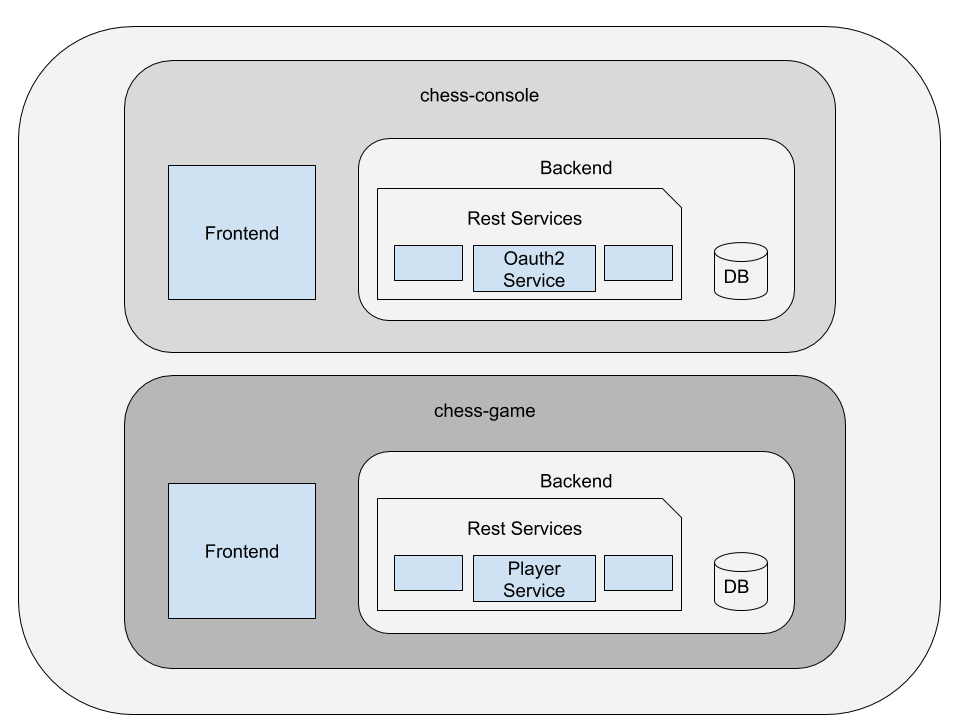 chess-console
Backend
Rest Services
Frontend
Oauth2
Service
DB
chess-game
Backend
Rest Services
Frontend
Player
Service
DB